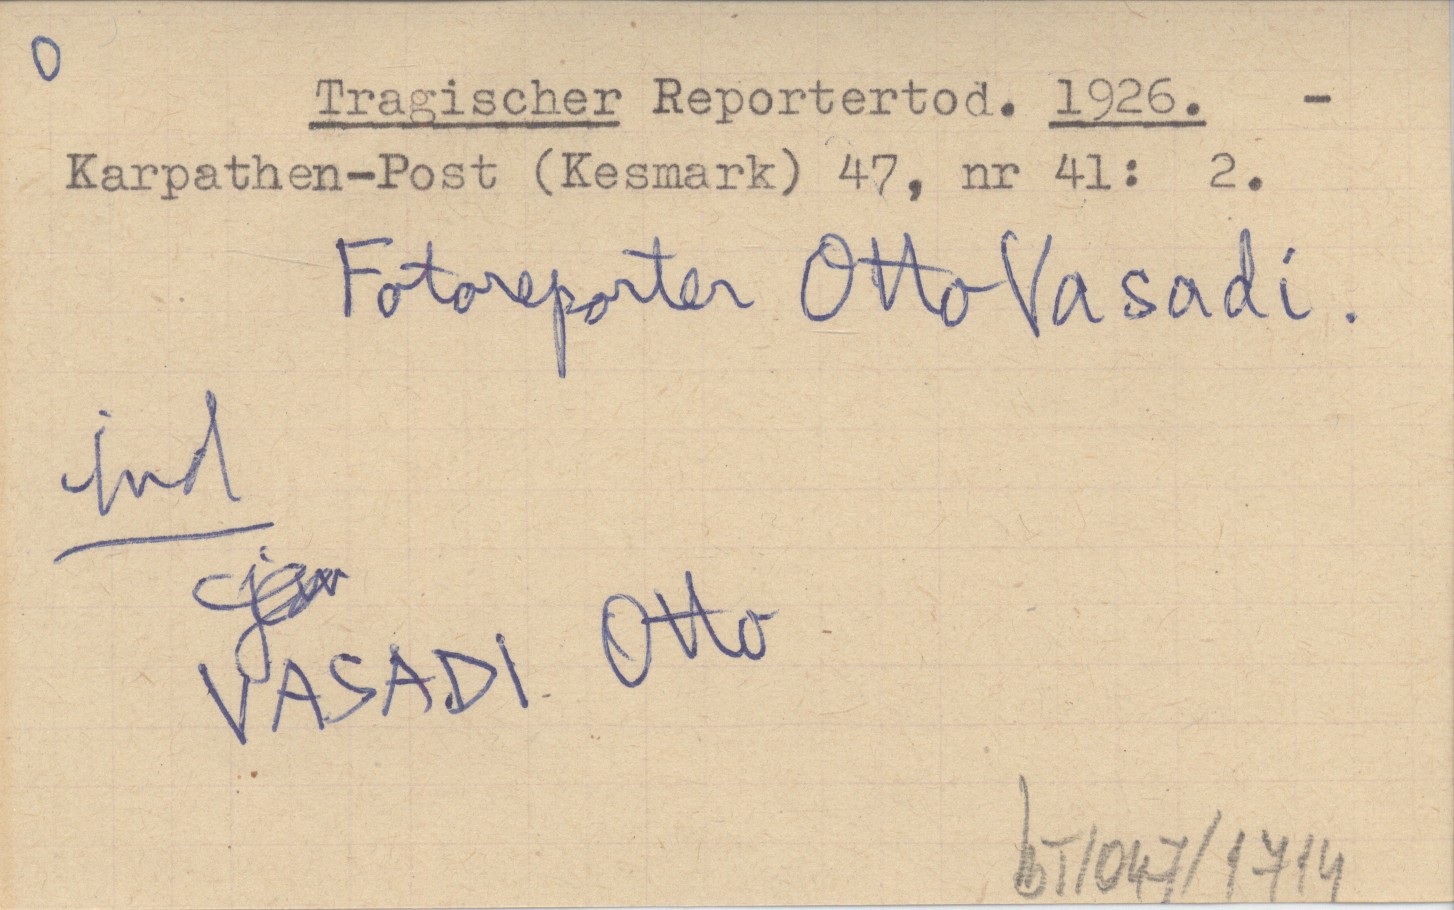 0
Tragischer Reportertod. 1926. -
Karpathen-Post (Kesmark) 47, nr 41: 2.
Fotoreporter Otto Vasadi.
ind
VASADI Otto
bT/047/1714